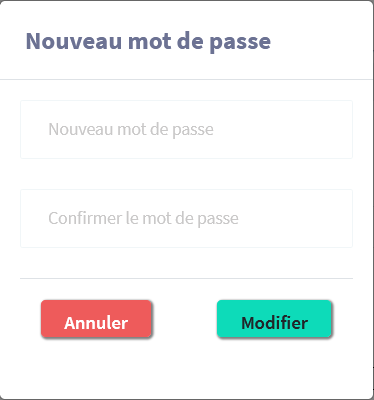 Nouveau mot de passe
Nouveau mot de passe
Confirmer le mot de passe
Annuler
Modifier